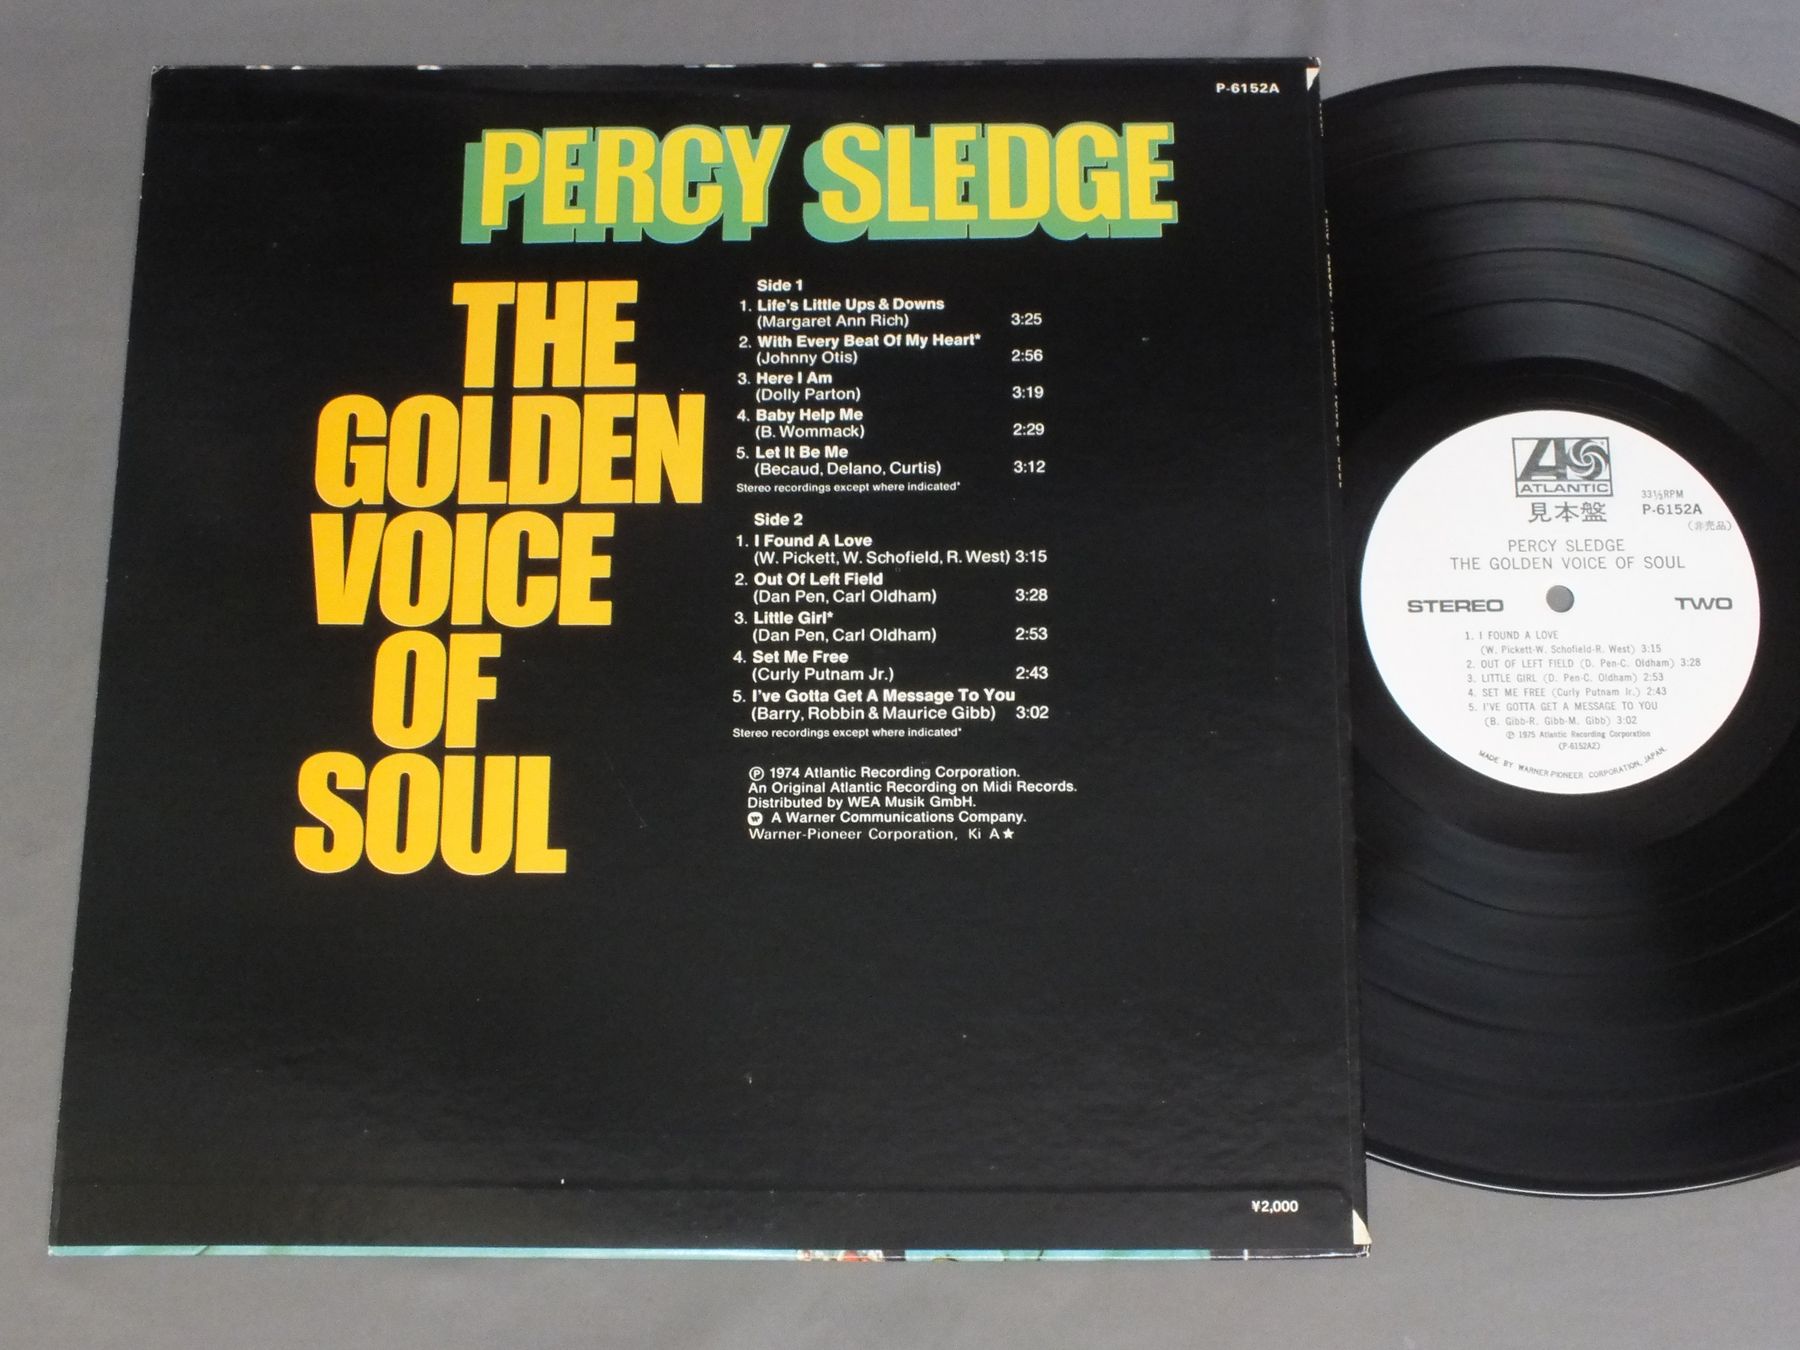 P-6152A
PERCY SLEDGE
THE
GOLDEN
VOICE
OF
SOUL
Side 1
1. Life's Little Ups & Downs
(Margaret Ann Rich) 3:25
2. With Every Beat Of My Heart*
(Johnny Otis) 2:56
3. Here I Am
(Dolly Parton) 3:19
4. Baby Help Me
(B. Wommack) 2:29
5. Let It Be Me
(Becaud, Delano, Curtis) 3:12
Stereo recordings except where indicated*
Side 2
1. I Found A Love
(W. Pickett, W. Schofield, R. West) 3:15
2. Out Of Left Field
(Dan Pen, Carl Oldham) 3:28
3. Little Girl*
(Dan Pen, Carl Oldham) 2:53
4. Set Me Free
(Curly Putnam Jr.) 2:43
5. I've Gotta Get A Message To You
(Barry, Robbin & Maurice Gibb) 3:02
Stereo recordings except where indicated*
Ⓟ 1974 Atlantic Recording Corporation.
An Original Atlantic Recording on Midi Records.
Distributed by WEA Musik GmbH.
A Warner Communications Company.
Warner-Pioneer Corporation, Ki A★
¥2,000
ATLANTIC
見本盤
33⅓RPM
P-6152A
(非売品)
PERCY SLEDGE
THE GOLDEN VOICE OF SOUL
STEREO TWO
1. I FOUND A LOVE
(W. Pickett-W. Schofield-R. West) 3:15
2. OUT OF LEFT FIELD (D. Pen-C. Oldham) 3:28
3. LITTLE GIRL (D. Pen-C. Oldham) 2:53
4. SET ME FREE (Curly Putnam Jr.) 2:43
5. I'VE GOTTA GET A MESSAGE TO YOU
(B. Gibb-R. Gibb-M. Gibb) 3:02
Ⓟ 1975 Atlantic Recording Corporation
(P-6152A2)
MADE BY WARNER-PIONEER CORPORATION, JAPAN.